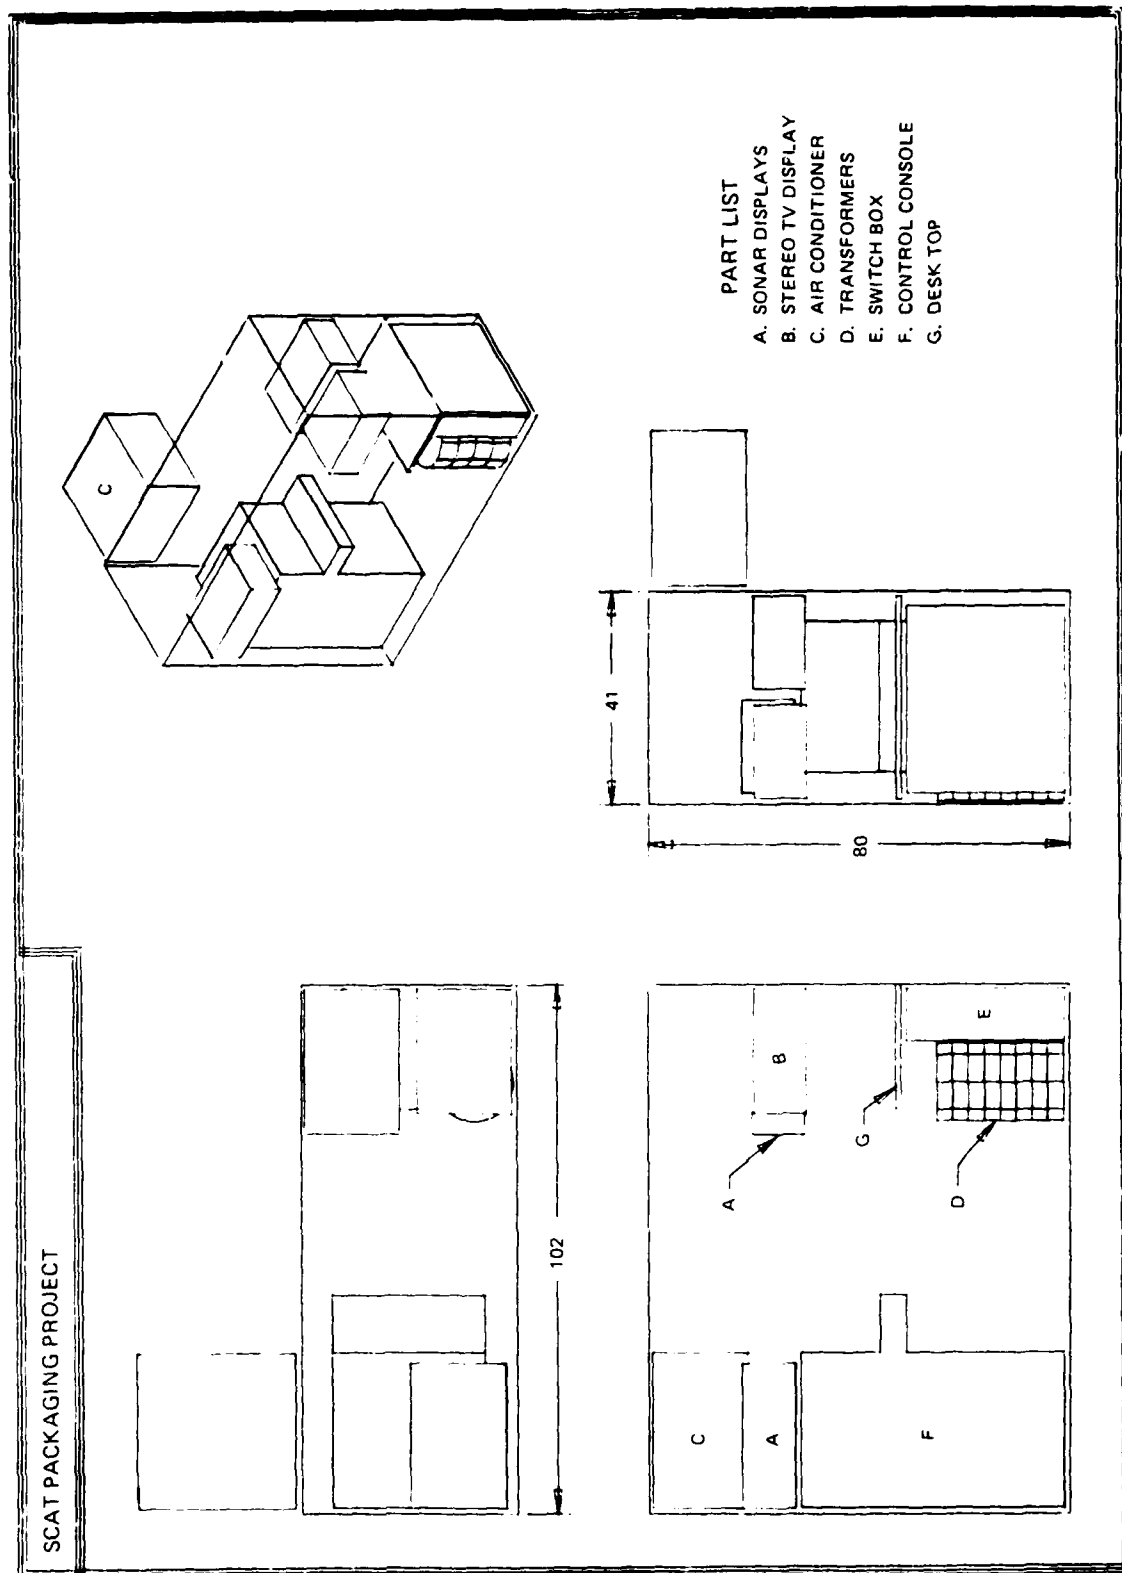 SCAT PACKAGING PROJECT
C
PART LIST
A. SONAR DISPLAYS
B. STEREO TV DISPLAY
C. AIR CONDITIONER
D. TRANSFORMERS
E. SWITCH BOX
F. CONTROL CONSOLE
G. DESK TOP
102
41
80
C
A
F
A
B
G
D
E